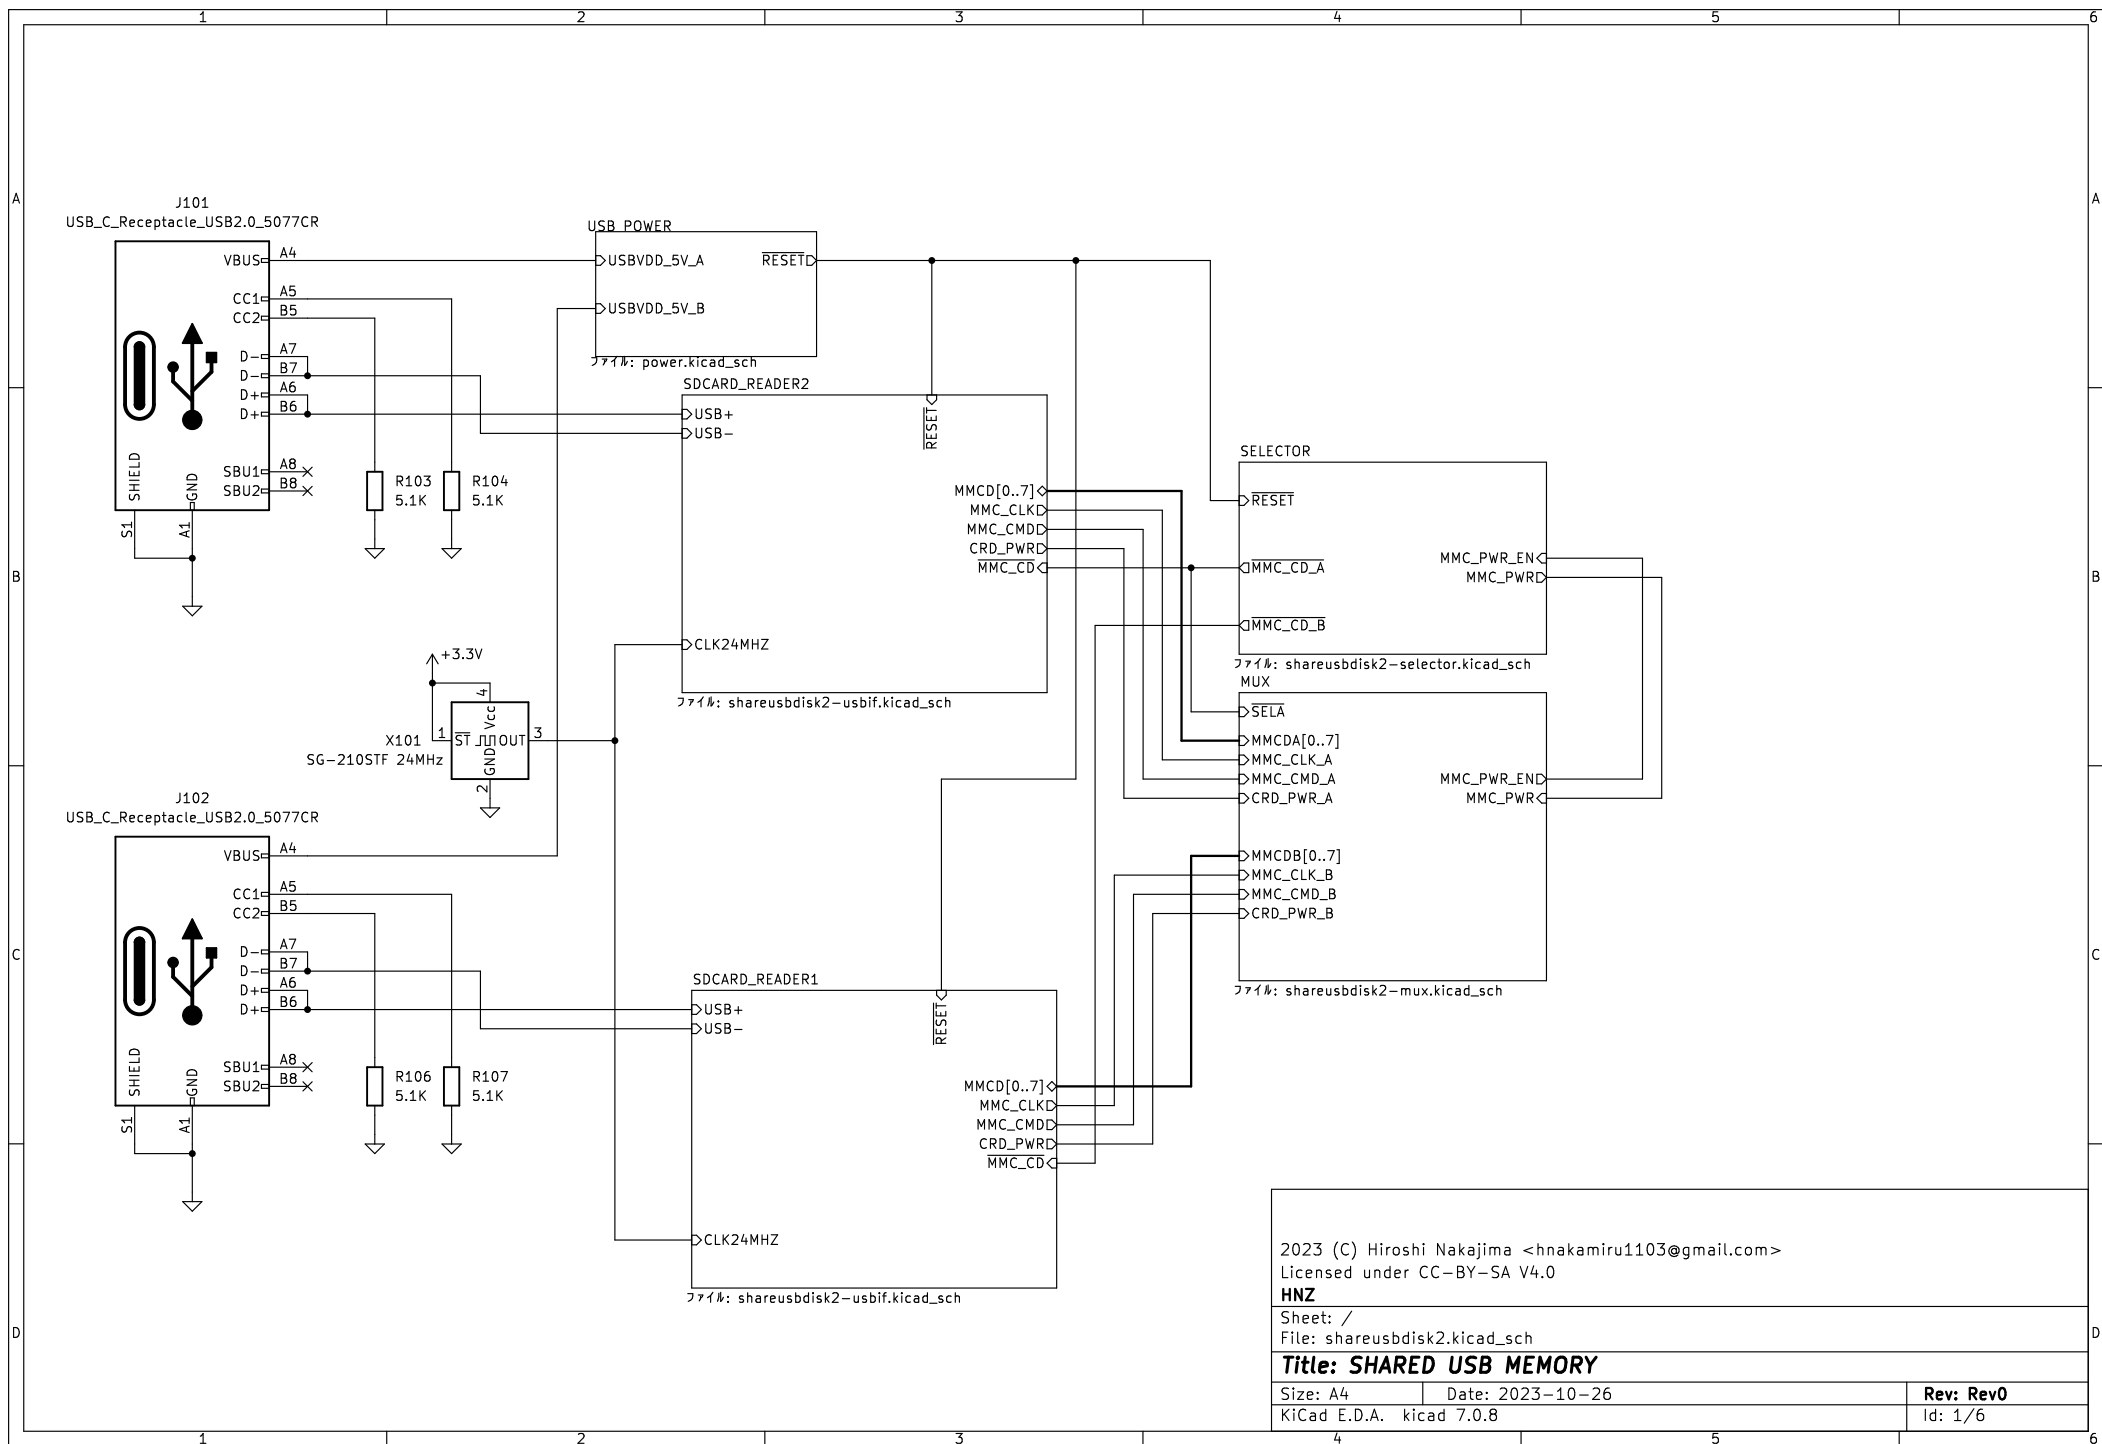 1 2 3 4 5 6
A
B
C
D
A
B
C
D
1 2 3 4 5 6
J101
USB_C_Receptacle_USB2.0_5077CR
VBUS A4
CC1 A5
CC2 B5
D- A7
D- B7
D+ A6
D+ B6
SBU1 A8
SBU2 B8
SHIELD
GND
S1
A1
R103
5.1K
R104
5.1K
USB POWER
USBVDD_5V_A
USBVDD_5V_B
RESET
ファイル: power.kicad_sch
SDCARD_READER2
USB+
USB-
RESET
MMCD[0..7]
MMC_CLK
MMC_CMD
CRD_PWR
MMC_CD
CLK24MHZ
ファイル: shareusbdisk2-usbif.kicad_sch
+3.3V
X101
SG-210STF 24MHz
1
ST
4
Vcc
OUT
3
GND
2
SELECTOR
RESET
MMC_CD_A
MMC_CD_B
MMC_PWR_EN
MMC_PWR
ファイル: shareusbdisk2-selector.kicad_sch
MUX
SELA
MMCDA[0..7]
MMC_CLK_A
MMC_CMD_A
CRD_PWR_A
MMCDB[0..7]
MMC_CLK_B
MMC_CMD_B
CRD_PWR_B
MMC_PWR_EN
MMC_PWR
ファイル: shareusbdisk2-mux.kicad_sch
J102
USB_C_Receptacle_USB2.0_5077CR
VBUS A4
CC1 A5
CC2 B5
D- A7
D- B7
D+ A6
D+ B6
SBU1 A8
SBU2 B8
SHIELD
GND
S1
A1
R106
5.1K
R107
5.1K
SDCARD_READER1
USB+
USB-
RESET
MMCD[0..7]
MMC_CLK
MMC_CMD
CRD_PWR
MMC_CD
CLK24MHZ
ファイル: shareusbdisk2-usbif.kicad_sch
2023 (C) Hiroshi Nakajima <hnakamiru1103@gmail.com>
Licensed under CC-BY-SA V4.0
HNZ
Sheet: /
File: shareusbdisk2.kicad_sch
Title: SHARED USB MEMORY
Size: A4 Date: 2023-10-26 Rev: Rev0
KiCad E.D.A. kicad 7.0.8 Id: 1/6